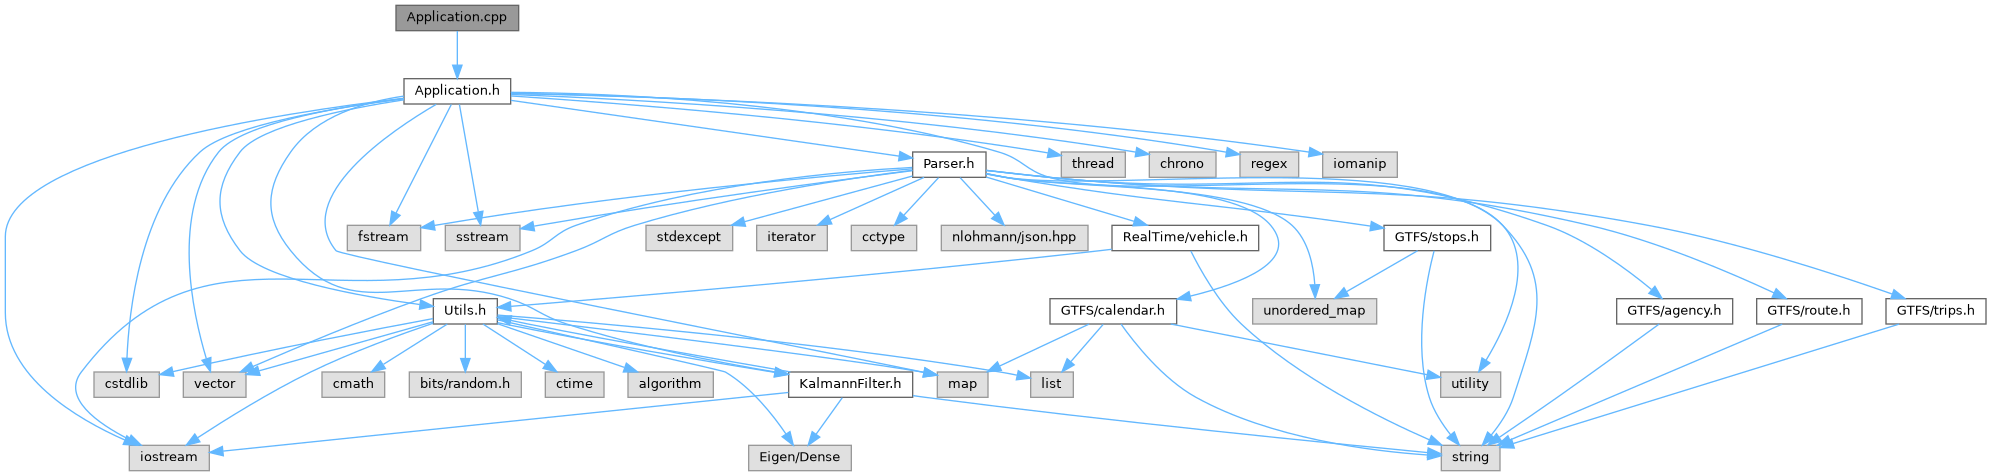 Application.cpp
Application.h
Parser.h
thread
chrono
regex
iomanip
fstream
sstream
stdexcept
iterator
cctype
nlohmann/json.hpp
RealTime/vehicle.h
GTFS/stops.h
Utils.h
GTFS/calendar.h
unordered_map
GTFS/agency.h
GTFS/route.h
GTFS/trips.h
cstdlib
vector
cmath
bits/random.h
ctime
algorithm
KalmannFilter.h
map
list
utility
iostream
Eigen/Dense
string